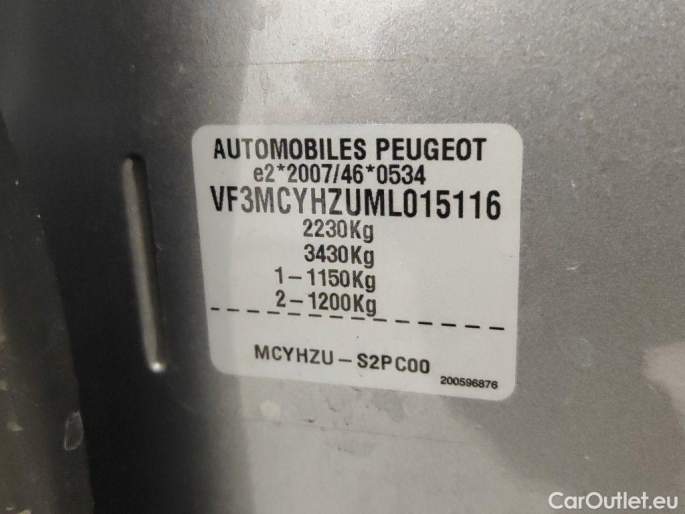 AUTOMOBILES PEUGEOT
e2*2007/46*0534
VF3MCYHZUML015116
2230Kg
3430Kg
1-1150Kg
2-1200Kg
MCYHZU-S2PC00
200596876
CarOutlet.eu